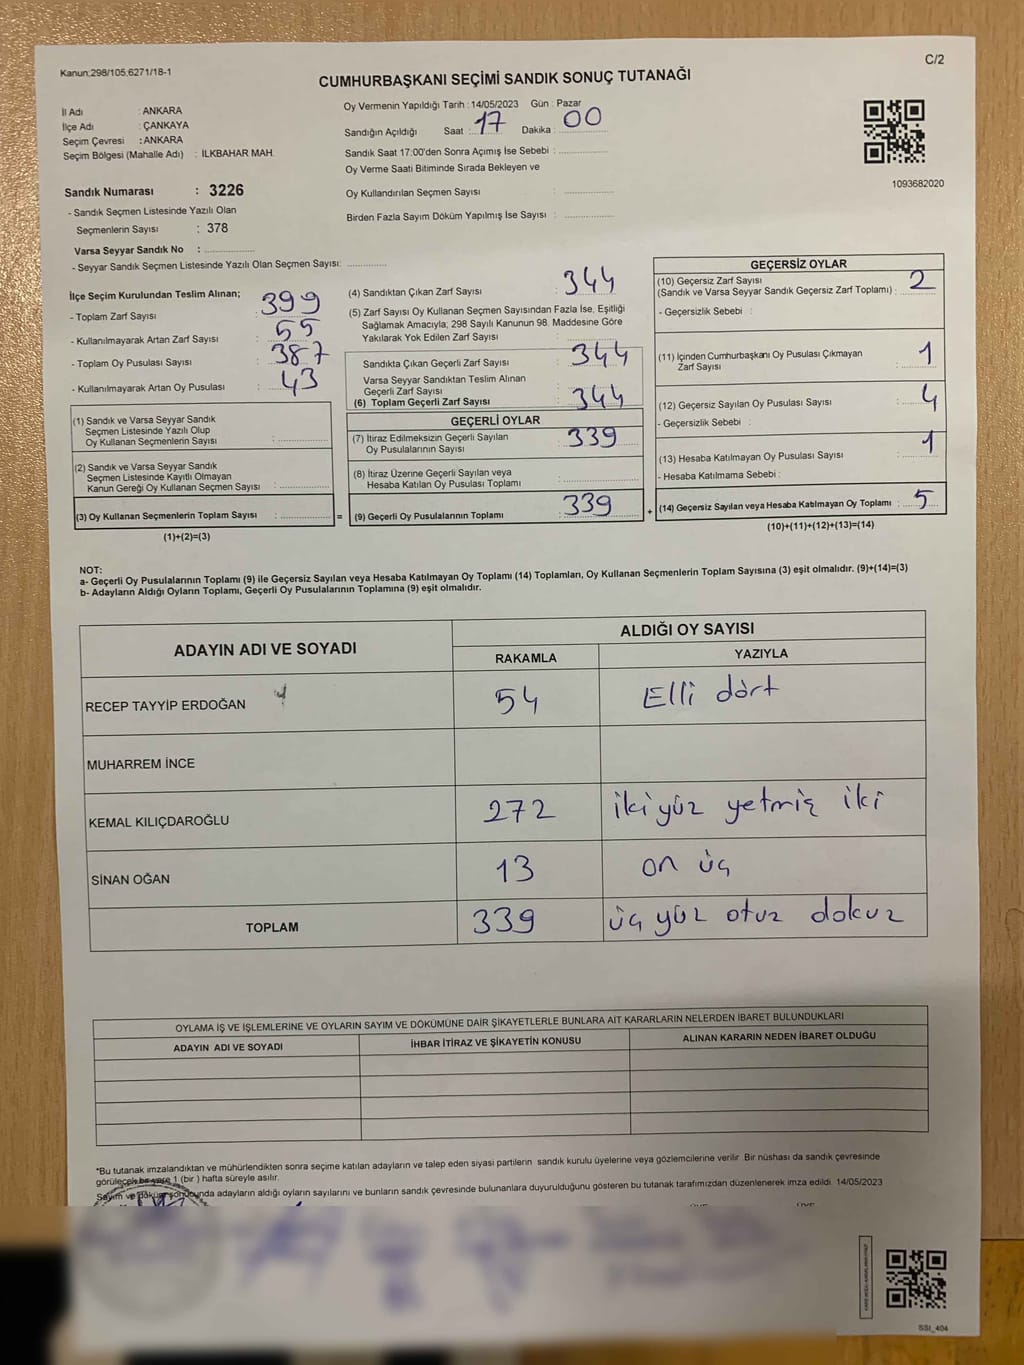 Kanun:298/105,6271/18-1
C/2
CUMHURBAŞKANI SEÇİMİ SANDIK SONUÇ TUTANAĞI
İl Adı : ANKARA
İlçe Adı : ÇANKAYA
Seçim Çevresi : ANKARA
Seçim Bölgesi (Mahalle Adı) : İLKBAHAR MAH.
Sandık Numarası : 3226
- Sandık Seçmen Listesinde Yazılı Olan
Seçmenlerin Sayısı : 378
Varsa Seyyar Sandık No :
- Seyyar Sandık Seçmen Listesinde Yazılı Olan Seçmen Sayısı:
Oy Vermenin Yapıldığı Tarih : 14/05/2023 Gün : Pazar
Sandığın Açıldığı Saat : 17 Dakika : 00
Sandık Saat 17:00'den Sonra Açımış İse Sebebi :
Oy Verme Saati Bitiminde Sırada Bekleyen ve
Oy Kullandırılan Seçmen Sayısı :
Birden Fazla Sayım Döküm Yapılmış İse Sayısı :
1093682020
İlçe Seçim Kurulundan Teslim Alınan;
- Toplam Zarf Sayısı : 399
- Kullanılmayarak Artan Zarf Sayısı : 55
- Toplam Oy Pusulası Sayısı : 387
- Kullanılmayarak Artan Oy Pusulası : 43
(1) Sandık ve Varsa Seyyar Sandık
Seçmen Listesinde Yazılı Olup
Oy Kullanan Seçmenlerin Sayısı :
(2) Sandık ve Varsa Seyyar Sandık
Seçmen Listesinde Kayıtlı Olmayan
Kanun Gereği Oy Kullanan Seçmen Sayısı :
(3) Oy Kullanan Seçmenlerin Toplam Sayısı : =
(1)+(2)=(3)
(4) Sandıktan Çıkan Zarf Sayısı : 344
(5) Zarf Sayısı Oy Kullanan Seçmen Sayısından Fazla İse, Eşitliği
Sağlamak Amacıyla; 298 Sayılı Kanunun 98. Maddesine Göre
Yakılarak Yok Edilen Zarf Sayısı :
Sandıkta Çıkan Geçerli Zarf Sayısı : 344
Varsa Seyyar Sandıktan Teslim Alınan
Geçerli Zarf Sayısı :
(6) Toplam Geçerli Zarf Sayısı : 344
GEÇERLİ OYLAR
(7) İtiraz Edilmeksizin Geçerli Sayılan
Oy Pusulalarının Sayısı : 339
(8) İtiraz Üzerine Geçerli Sayılan veya
Hesaba Katılan Oy Pusulası Toplamı :
(9) Geçerli Oy Pusulalarının Toplamı : 339 +
GEÇERSİZ OYLAR
(10) Geçersiz Zarf Sayısı
(Sandık ve Varsa Seyyar Sandık Geçersiz Zarf Toplamı) : 2
- Geçersizlik Sebebi :
(11) İçinden Cumhurbaşkanı Oy Pusulası Çıkmayan
Zarf Sayısı : 1
(12) Geçersiz Sayılan Oy Pusulası Sayısı : 4
- Geçersizlik Sebebi :
(13) Hesaba Katılmayan Oy Pusulası Sayısı : 1
- Hesaba Katılmama Sebebi :
(14) Geçersiz Sayılan veya Hesaba Katılmayan Oy Toplamı : 5
(10)+(11)+(12)+(13)=(14)
NOT:
a- Geçerli Oy Pusulalarının Toplamı (9) ile Geçersiz Sayılan veya Hesaba Katılmayan Oy Toplamı (14) Toplamları, Oy Kullanan Seçmenlerin Toplam Sayısına (3) eşit olmalıdır. (9)+(14)=(3)
b- Adayların Aldığı Oyların Toplamı, Geçerli Oy Pusulalarının Toplamına (9) eşit olmalıdır.
ADAYIN ADI VE SOYADI
ALDIĞI OY SAYISI
RAKAMLA YAZIYLA
RECEP TAYYİP ERDOĞAN 54 Elli dört
MUHARREM İNCE
KEMAL KILIÇDAROĞLU 272 iki yüz yetmiş iki
SİNAN OĞAN 13 on üç
TOPLAM 339 üç yüz otuz dokuz
OYLAMA İŞ VE İŞLEMLERİNE VE OYLARIN SAYIM VE DÖKÜMÜNE DAİR ŞİKAYETLERLE BUNLARA AİT KARARLARIN NELERDEN İBARET BULUNDUKLARI
ADAYIN ADI VE SOYADI İHBAR İTİRAZ VE ŞİKAYETİN KONUSU ALINAN KARARIN NEDEN İBARET OLDUĞU
*Bu tutanak imzalandıktan ve mühürlendikten sonra seçime katılan adayların ve talep eden siyasi partilerin sandık kurulu üyelerine veya gözlemcilerine verilir. Bir nüshası da sandık çevresinde
görülecek bir yere 1 (bir ) hafta süreyle asılır.
Sayım ve döküm sonucunda adayların aldığı oyların sayılarını ve bunların sandık çevresinde bulunanlara duyurulduğunu gösteren bu tutanak tarafımızdan düzenlenerek imza edildi. 14/05/2023
SSI_404